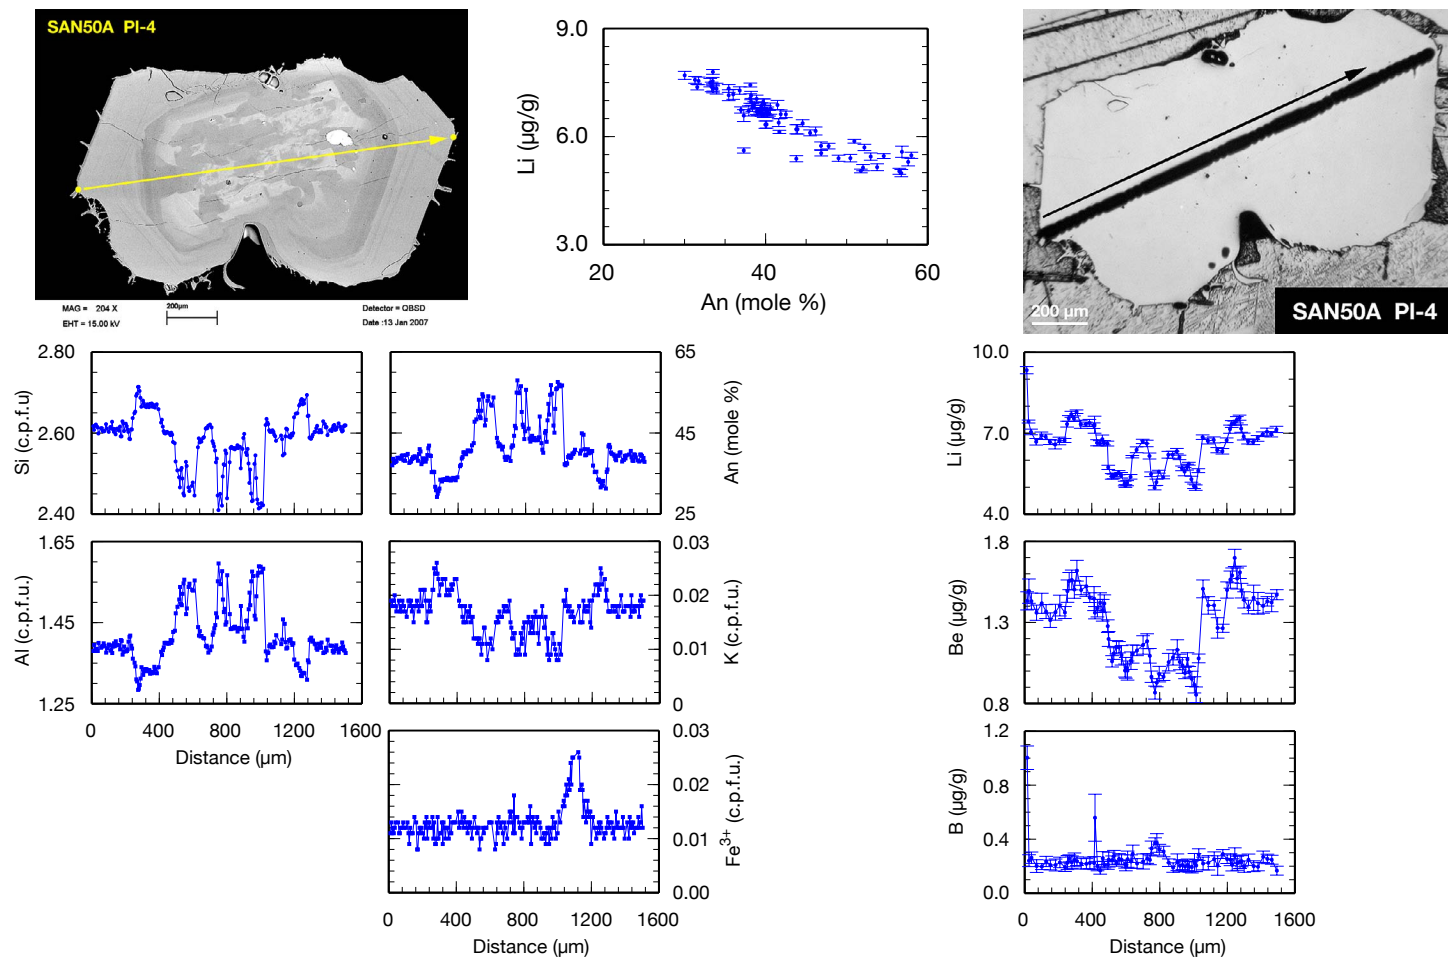 SAN50A PI-4
MAG = 204 X
200µm
Detector = QBSD
EHT = 15.00 kV
Date :13 Jan 2007
9.0
6.0
3.0
Li (µg/g)
20
40
60
An (mole %)
200 µm
SAN50A PI-4
2.80
2.60
2.40
Si (c.p.f.u)
65
45
25
An (mole %)
10.0
7.0
4.0
Li (µg/g)
1.65
1.45
1.25
Al (c.p.f.u.)
0
400
800
1200
1600
Distance (µm)
0.03
0.02
0.01
0
K (c.p.f.u.)
1.8
1.3
0.8
Be (µg/g)
0.03
0.02
0.01
0.00
Fe³⁺ (c.p.f.u.)
0
400
800
1200
1600
Distance (µm)
1.2
0.8
0.4
0.0
B (µg/g)
0
400
800
1200
1600
Distance (µm)